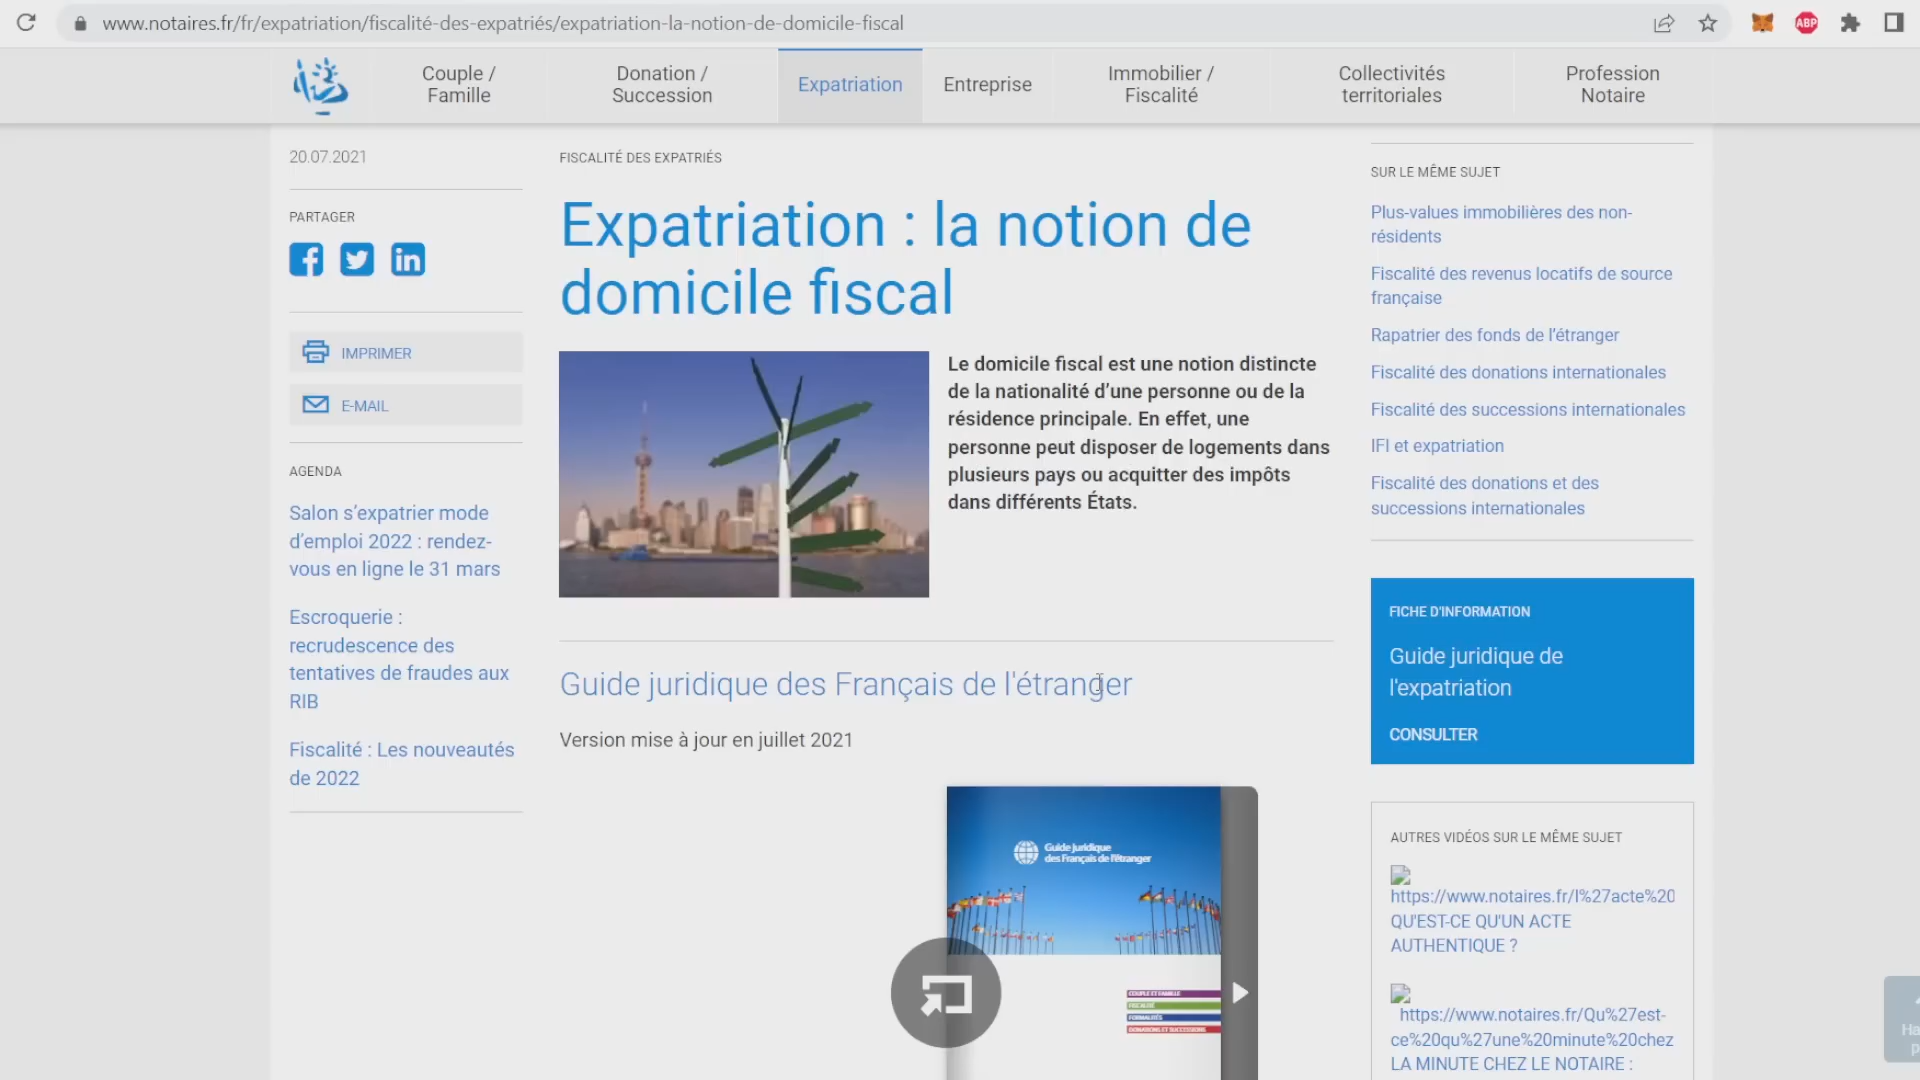 www.notaires.fr/fr/expatriation/fiscalité-des-expatriés/expatriation-la-notion-de-domicile-fiscal
ABP
Couple /
Famille
Donation /
Succession
Expatriation
Entreprise
Immobilier /
Fiscalité
Collectivités
territoriales
Profession
Notaire
20.07.2021
PARTAGER
IMPRIMER
E-MAIL
AGENDA
Salon s’expatrier mode
d’emploi 2022 : rendez-
vous en ligne le 31 mars
Escroquerie :
recrudescence des
tentatives de fraudes aux
RIB
Fiscalité : Les nouveautés
de 2022
FISCALITÉ DES EXPATRIÉS
Expatriation : la notion de
domicile fiscal
Le domicile fiscal est une notion distincte
de la nationalité d’une personne ou de la
résidence principale. En effet, une
personne peut disposer de logements dans
plusieurs pays ou acquitter des impôts
dans différents États.
Guide juridique des Français de l'étranger
Version mise à jour en juillet 2021
Guide juridique
des Français de l'étranger
COUPLE ET FAMILLE
FISCALITÉ
FORMALITÉS
DONATIONS ET SUCCESSIONS
SUR LE MÊME SUJET
Plus-values immobilières des non-
résidents
Fiscalité des revenus locatifs de source
française
Rapatrier des fonds de l’étranger
Fiscalité des donations internationales
Fiscalité des successions internationales
IFI et expatriation
Fiscalité des donations et des
successions internationales
FICHE D'INFORMATION
Guide juridique de
l'expatriation
CONSULTER
AUTRES VIDÉOS SUR LE MÊME SUJET
https://www.notaires.fr/l%27acte%20
QU'EST-CE QU'UN ACTE
AUTHENTIQUE ?
https://www.notaires.fr/Qu%27est-
ce%20qu%27une%20minute%20chez
LA MINUTE CHEZ LE NOTAIRE :